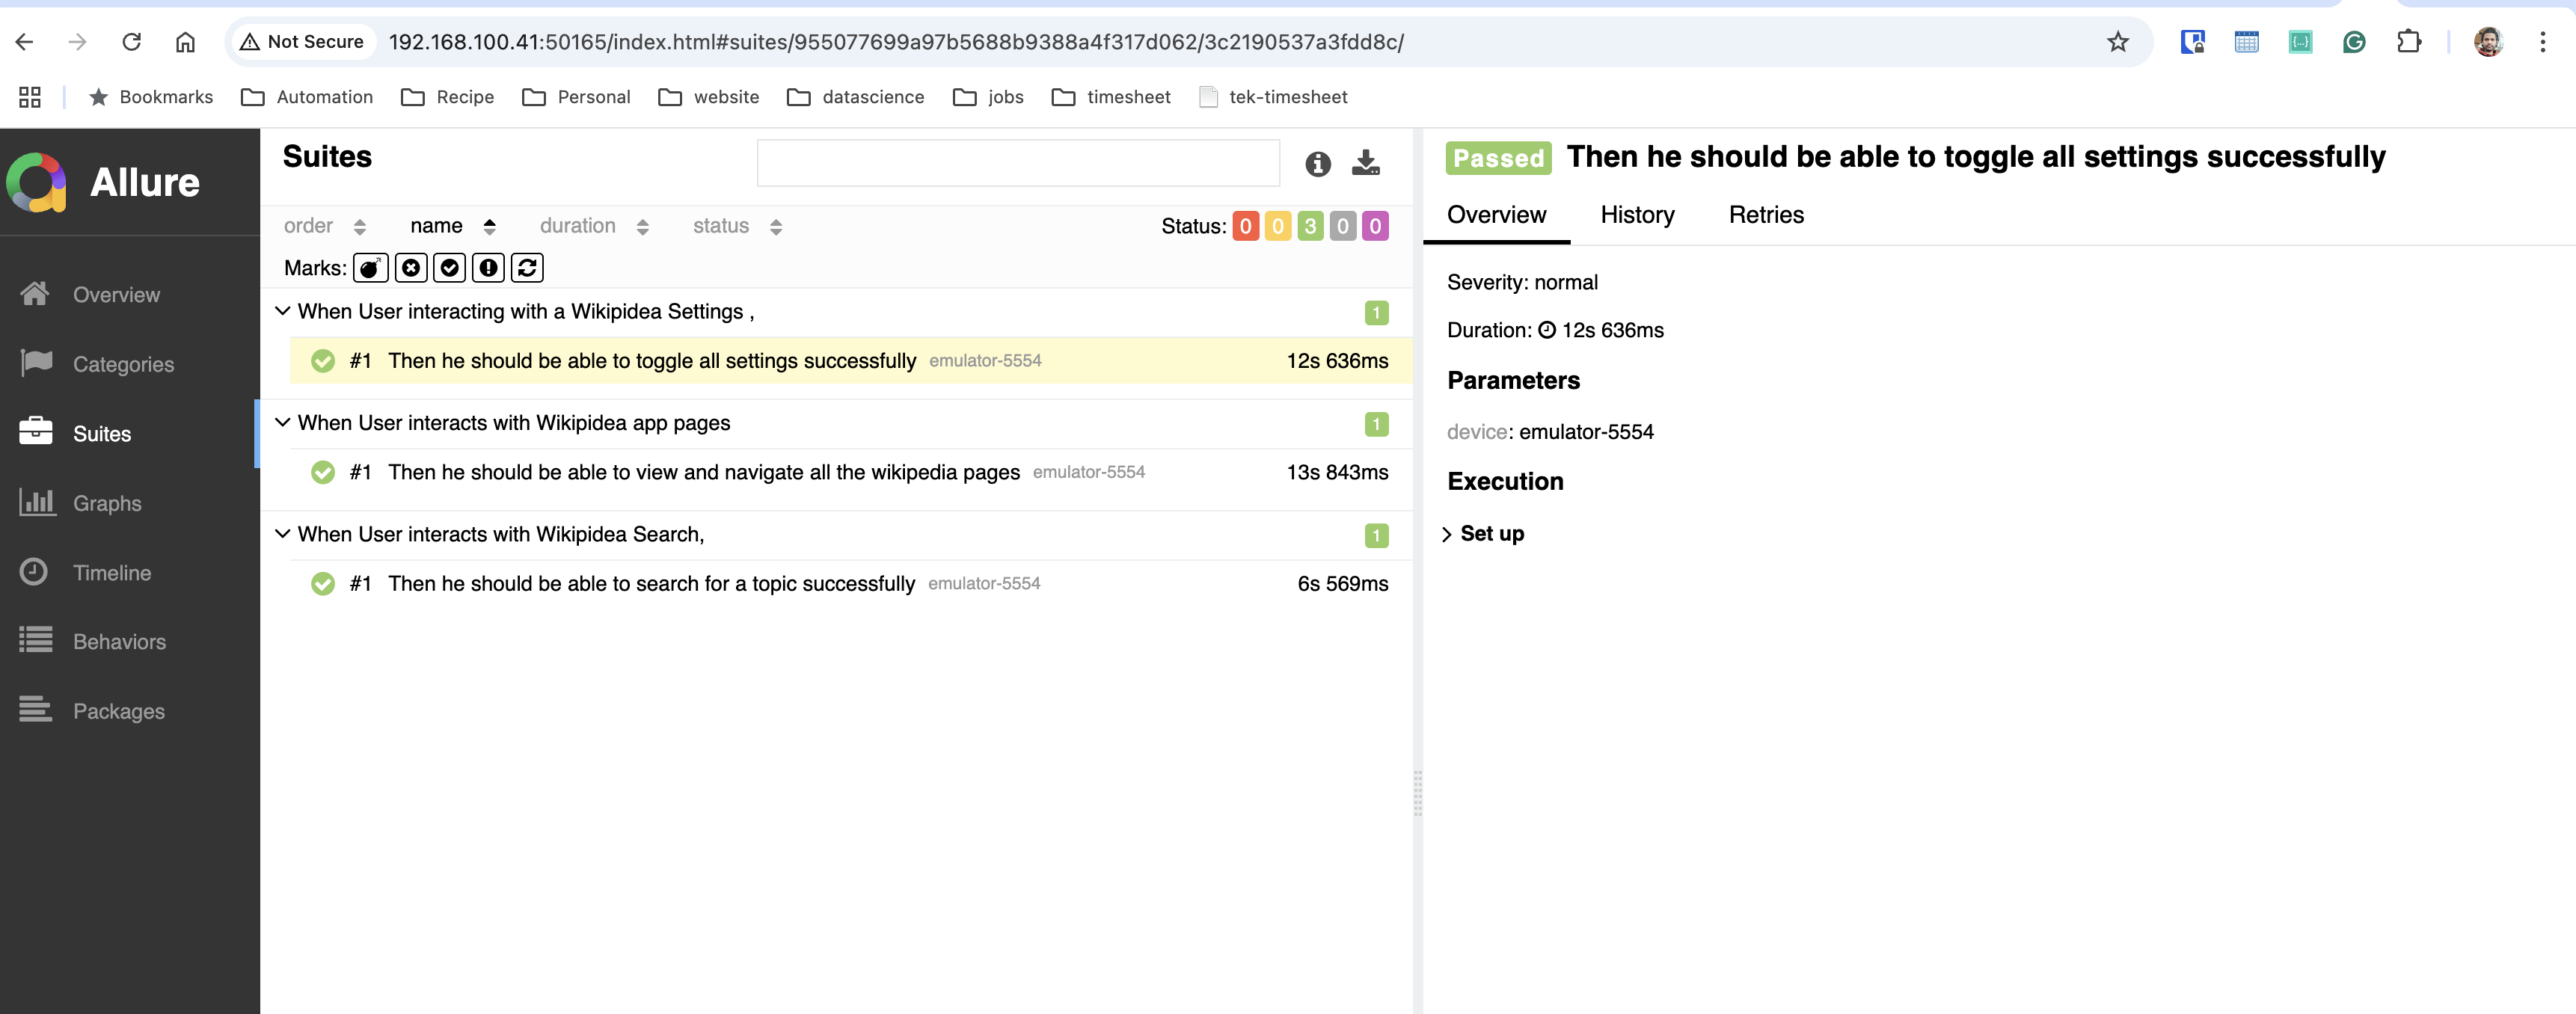 Not Secure 192.168.100.41:50165/index.html#suites/955077699a97b5688b9388a4f317d062/3c2190537a3fdd8c/
Bookmarks Automation Recipe Personal website datascience jobs timesheet tek-timesheet
Allure
Overview
Categories
Suites
Graphs
Timeline
Behaviors
Packages
Suites
order name duration status Status: 0 0 3 0 0
Marks:
When User interacting with a Wikipidea Settings , 1
#1 Then he should be able to toggle all settings successfully emulator-5554 12s 636ms
When User interacts with Wikipidea app pages 1
#1 Then he should be able to view and navigate all the wikipedia pages emulator-5554 13s 843ms
When User interacts with Wikipidea Search, 1
#1 Then he should be able to search for a topic successfully emulator-5554 6s 569ms
Passed Then he should be able to toggle all settings successfully
Overview History Retries
Severity: normal
Duration: 12s 636ms
Parameters
device: emulator-5554
Execution
Set up